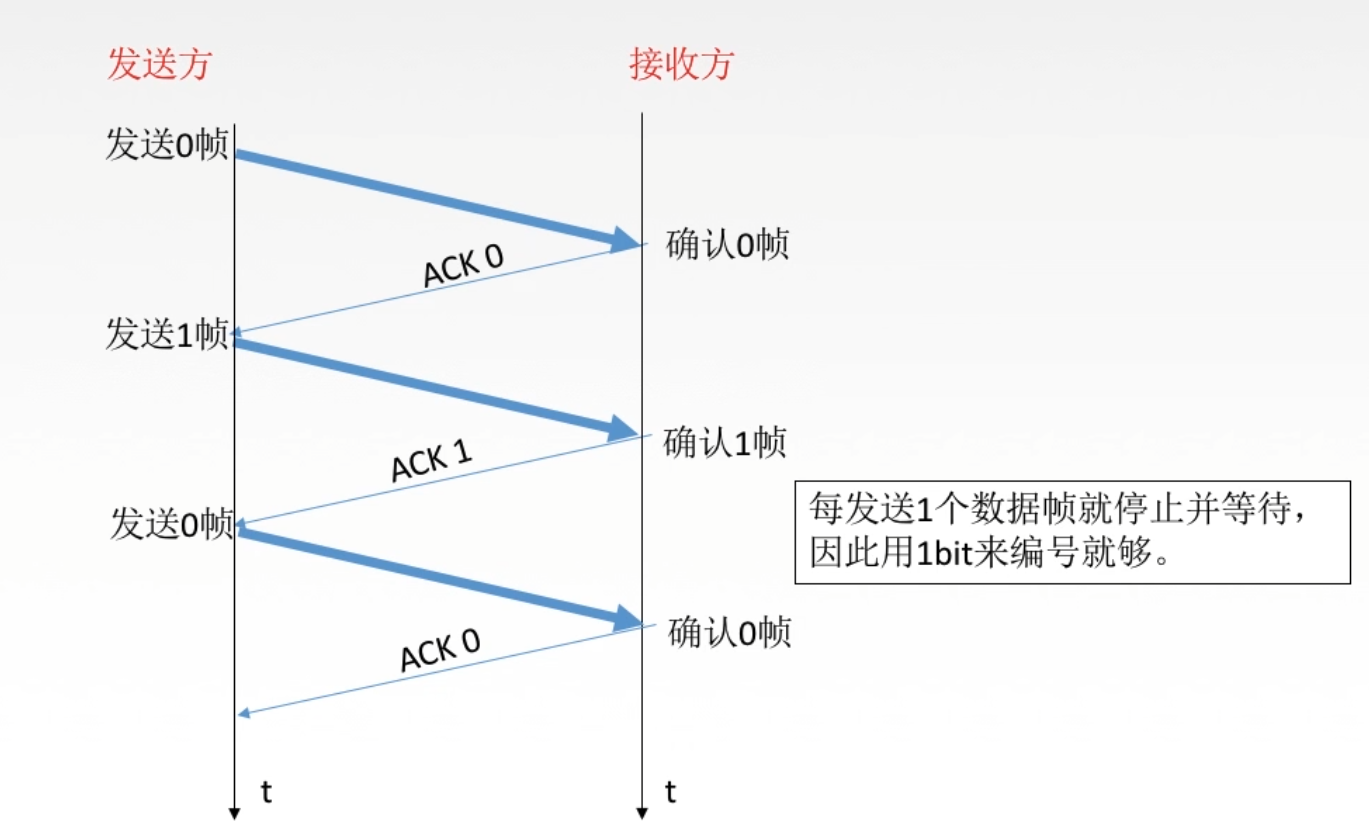 发送方
接收方
发送0帧
确认0帧
ACK 0
发送1帧
确认1帧
ACK 1
每发送1个数据帧就停止并等待，
因此用1bit来编号就够。
发送0帧
确认0帧
ACK 0
t
t